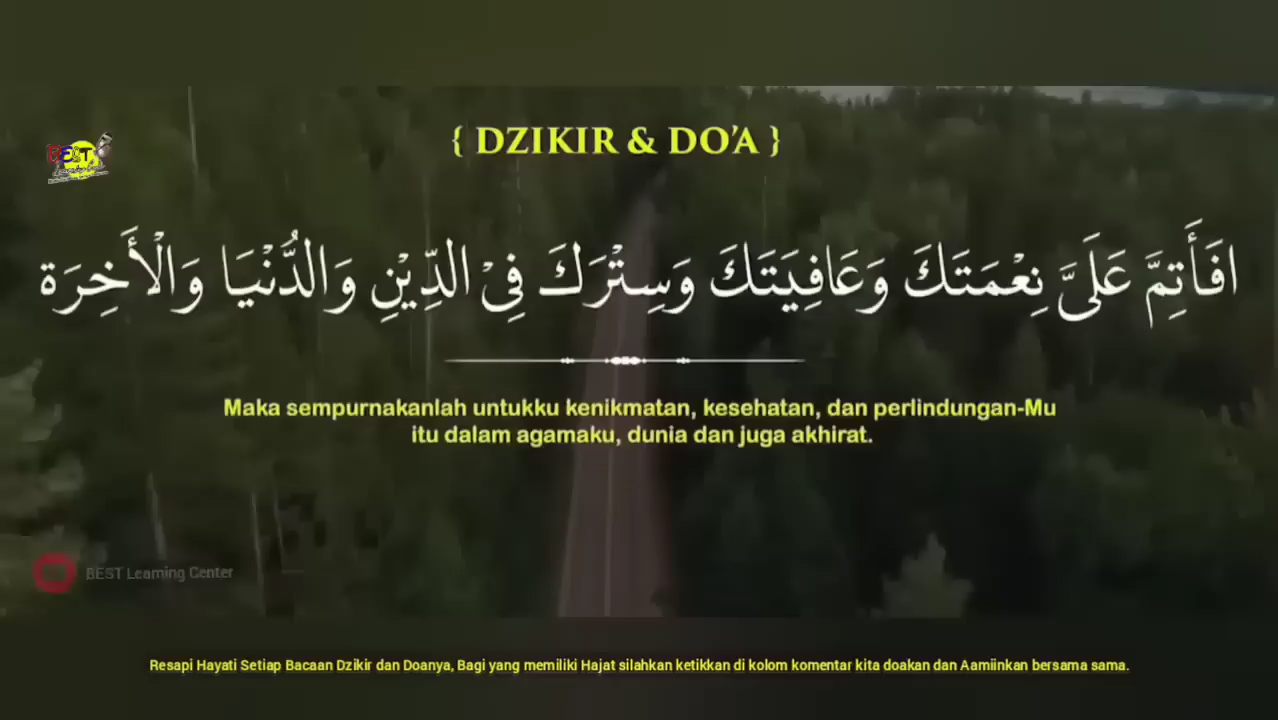 { DZIKIR & DO'A }
BEST
افَأَتِمَّ عَلَيَّ نِعْمَتَكَ وَعَافِيَتَكَ وَسِتْرَكَ فِيْ الدِّيْنِ وَالدُّنْيَا وَالْأَخِرَة
Maka sempurnakanlah untukku kenikmatan, kesehatan, dan perlindungan-Mu
itu dalam agamaku, dunia dan juga akhirat.
BEST Learning Center
Resapi Hayati Setiap Bacaan Dzikir dan Doanya, Bagi yang memiliki Hajat silahkan ketikkan di kolom komentar kita doakan dan Aamiinkan bersama sama.